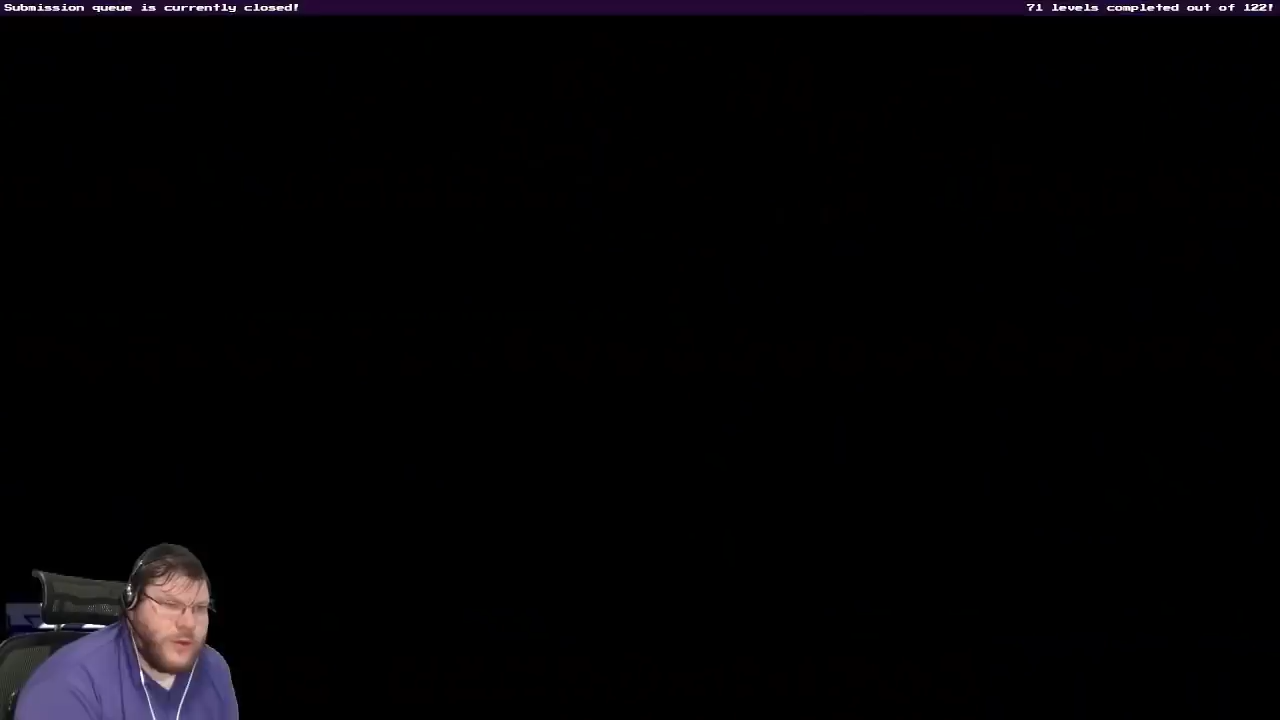 Submission queue is currently closed!
71 levels completed out of 122!